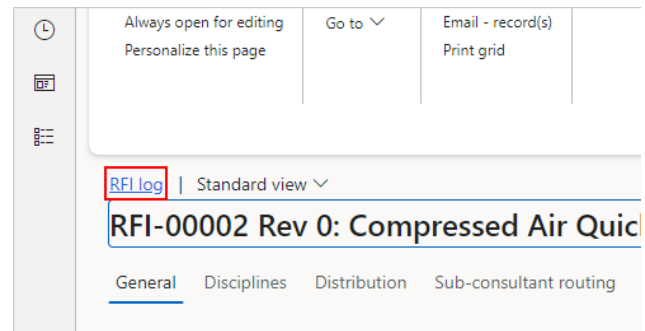 Always open for editing Go to Email - record(s)
Personalize this page Print grid
RFI log | Standard view
RFI-00002 Rev 0: Compressed Air Quic
General Disciplines Distribution Sub-consultant routing